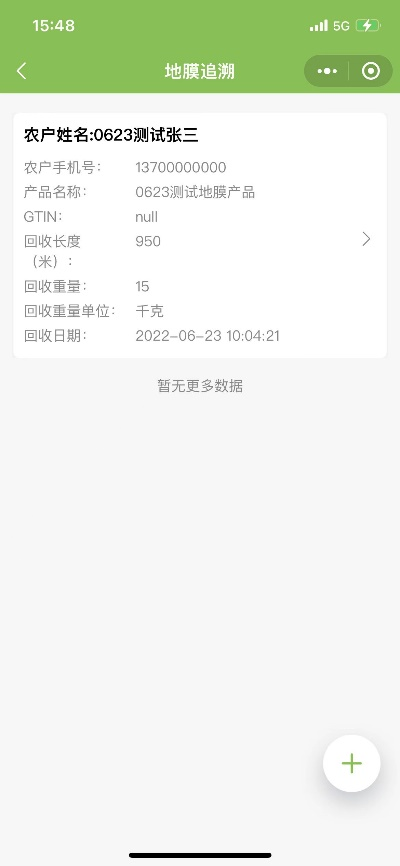 15:48
5G
地膜追溯
农户姓名:0623测试张三
农户手机号: 13700000000
产品名称: 0623测试地膜产品
GTIN: null
回收长度 950
（米）:
回收重量: 15
回收重量单位: 千克
回收日期: 2022-06-23 10:04:21
暂无更多数据